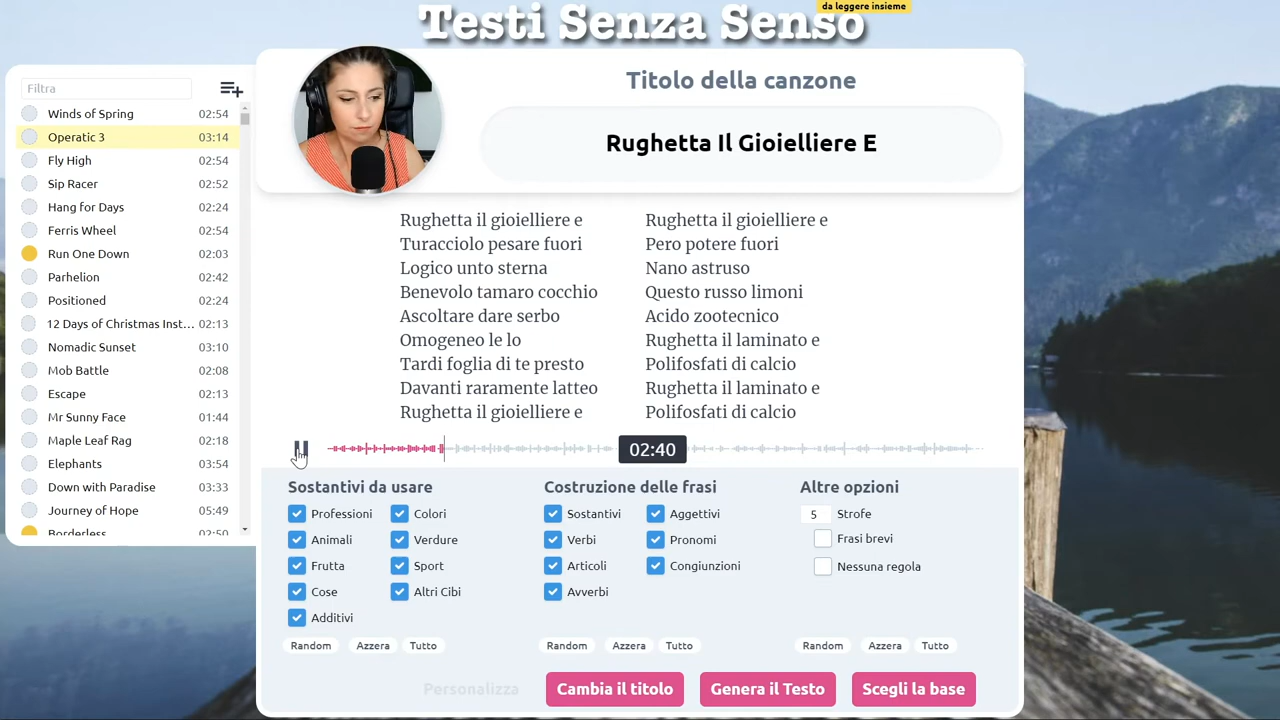 da leggere insieme
Testi Senza Senso
Filtra
Winds of Spring 02:54
Operatic 3 03:14
Fly High 02:54
Sip Racer 02:52
Hang for Days 02:24
Ferris Wheel 02:54
Run One Down 02:03
Parhelion 02:42
Positioned 02:24
12 Days of Christmas Inst... 02:13
Nomadic Sunset 03:10
Mob Battle 02:08
Escape 02:13
Mr Sunny Face 01:44
Maple Leaf Rag 02:18
Elephants 03:54
Down with Paradise 03:33
Journey of Hope 05:49
Borderless 02:50
Titolo della canzone
Rughetta Il Gioielliere E
Rughetta il gioielliere e
Turacciolo pesare fuori
Logico unto sterna
Benevolo tamaro cocchio
Ascoltare dare serbo
Omogeneo le lo
Tardi foglia di te presto
Davanti raramente latteo
Rughetta il gioielliere e
Rughetta il gioielliere e
Pero potere fuori
Nano astruso
Questo russo limoni
Acido zootecnico
Rughetta il laminato e
Polifosfati di calcio
Rughetta il laminato e
Polifosfati di calcio
02:40
Sostantivi da usare
Professioni Colori
Animali Verdure
Frutta Sport
Cose Altri Cibi
Additivi
Random Azzera Tutto
Costruzione delle frasi
Sostantivi Aggettivi
Verbi Pronomi
Articoli Congiunzioni
Avverbi
Random Azzera Tutto
Altre opzioni
5 Strofe
Frasi brevi
Nessuna regola
Random Azzera Tutto
Personalizza Cambia il titolo Genera il Testo Scegli la base